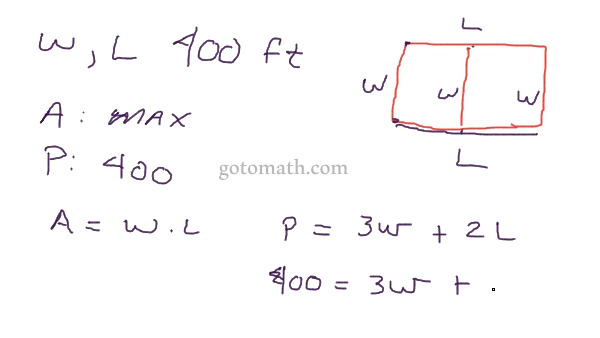 W, L 400 ft
L
W W W
L
A: MAX
P: 400
gotomath.com
A = W . L
P = 3W + 2L
400 = 3W + .